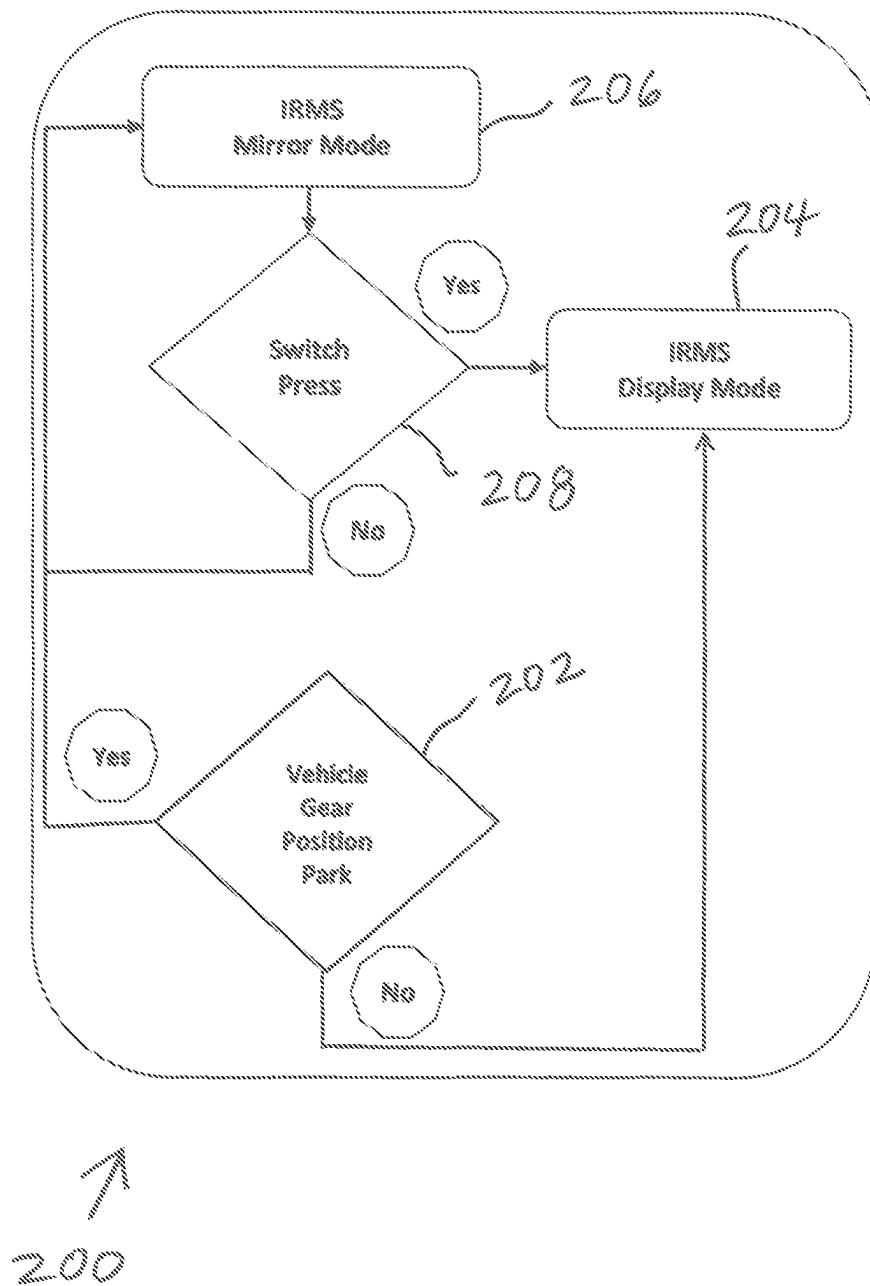 IRMS
Mirror Mode
206
204
Yes
Switch
Press
IRMS
Display Mode
208
No
202
Yes
Vehicle
Gear
Position
Park
No
200